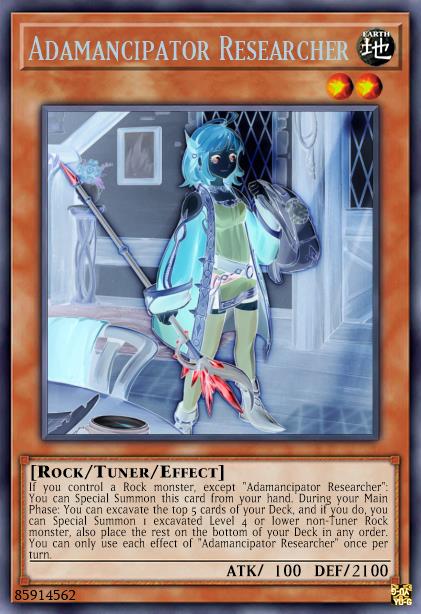 ADAMANCIPATOR RESEARCHER
EARTH
地
[ROCK/TUNER/EFFECT]
If you control a Rock monster, except "Adamancipator Researcher":
You can Special Summon this card from your hand. During your Main
Phase: You can excavate the top 5 cards of your Deck, and if you do, you
can Special Summon 1 excavated Level 4 or lower non-Tuner Rock
monster, also place the rest on the bottom of your Deck in any order.
You can only use each effect of "Adamancipator Researcher" once per
turn.
ATK/ 100 DEF/2100
85914562